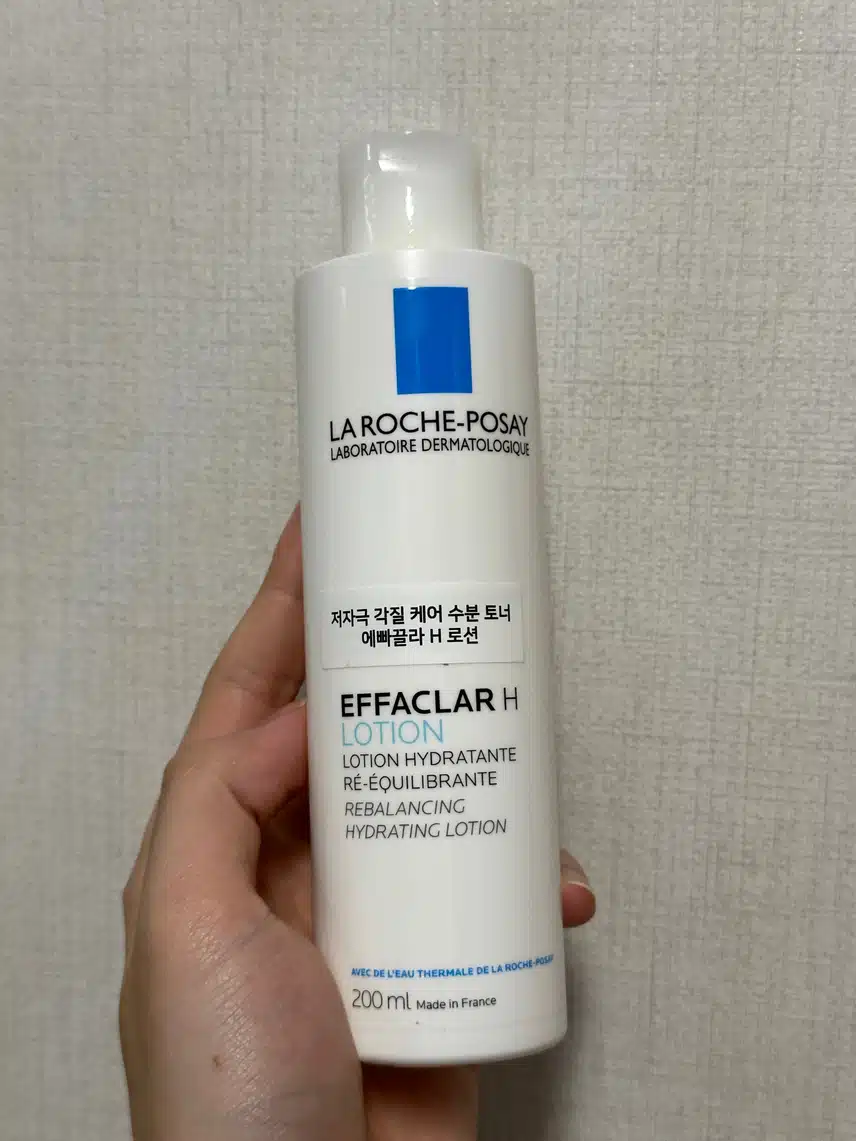 LA ROCHE-POSAY
LABORATOIRE DERMATOLOGIQUE
저자극 각질 케어 수분 토너
에빠끌라 H 로션
EFFACLAR H
LOTION
LOTION HYDRATANTE
RÉ-ÉQUILIBRANTE
REBALANCING
HYDRATING LOTION
AVEC DE L'EAU THERMALE DE LA ROCHE-POSAY
200 ml Made in France